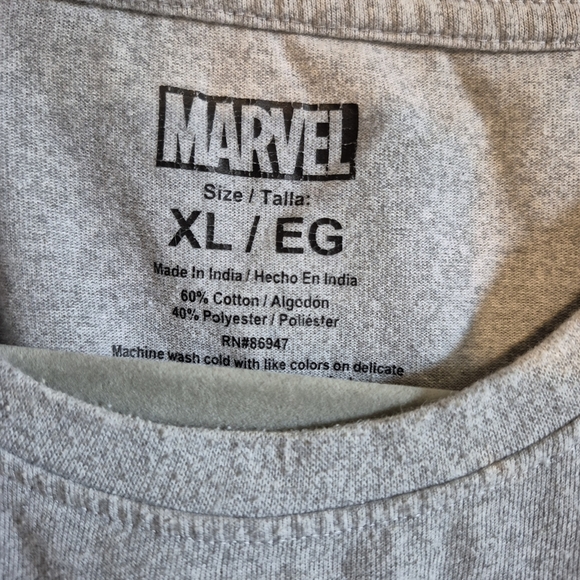 MARVEL
Size / Talla:
XL / EG
Made In India / Hecho En India
60% Cotton / Algodón
40% Polyester / Poliéster
RN#86947
Machine wash cold with like colors on delicate